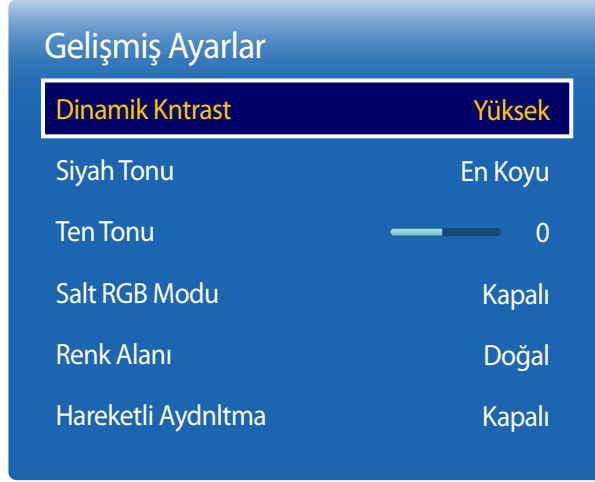 Gelişmiş Ayarlar
Dinamik Kntrast Yüksek
Siyah Tonu En Koyu
Ten Tonu 0
Salt RGB Modu Kapalı
Renk Alanı Doğal
Hareketli Aydnltma Kapalı